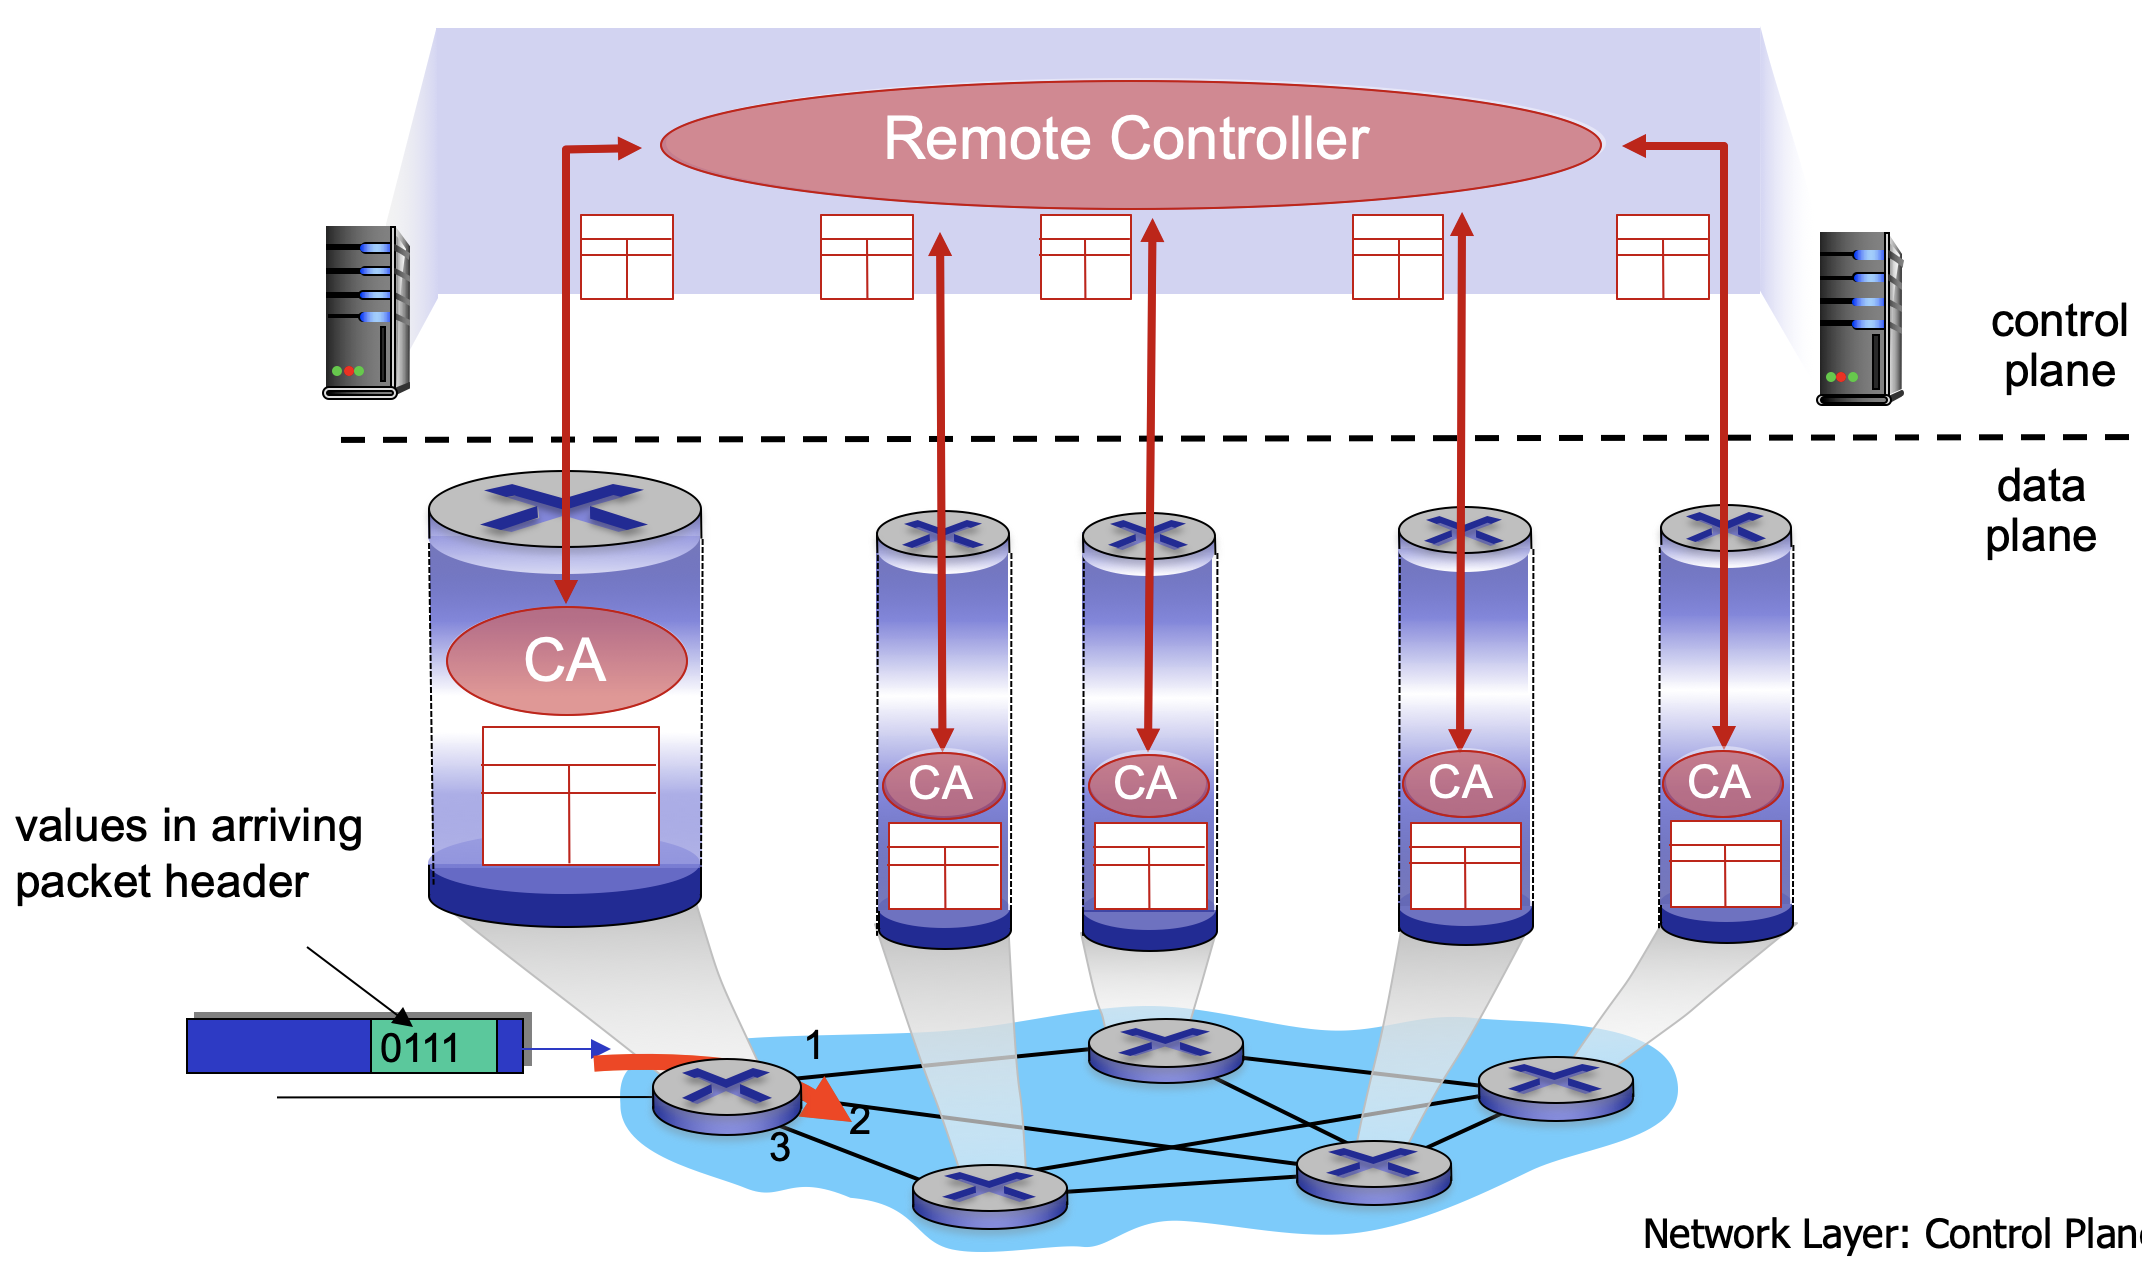 Remote Controller
control
plane
data
plane
CA
CA
CA
CA
CA
values in arriving
packet header
0111
1
2
3
Network Layer: Control Plan